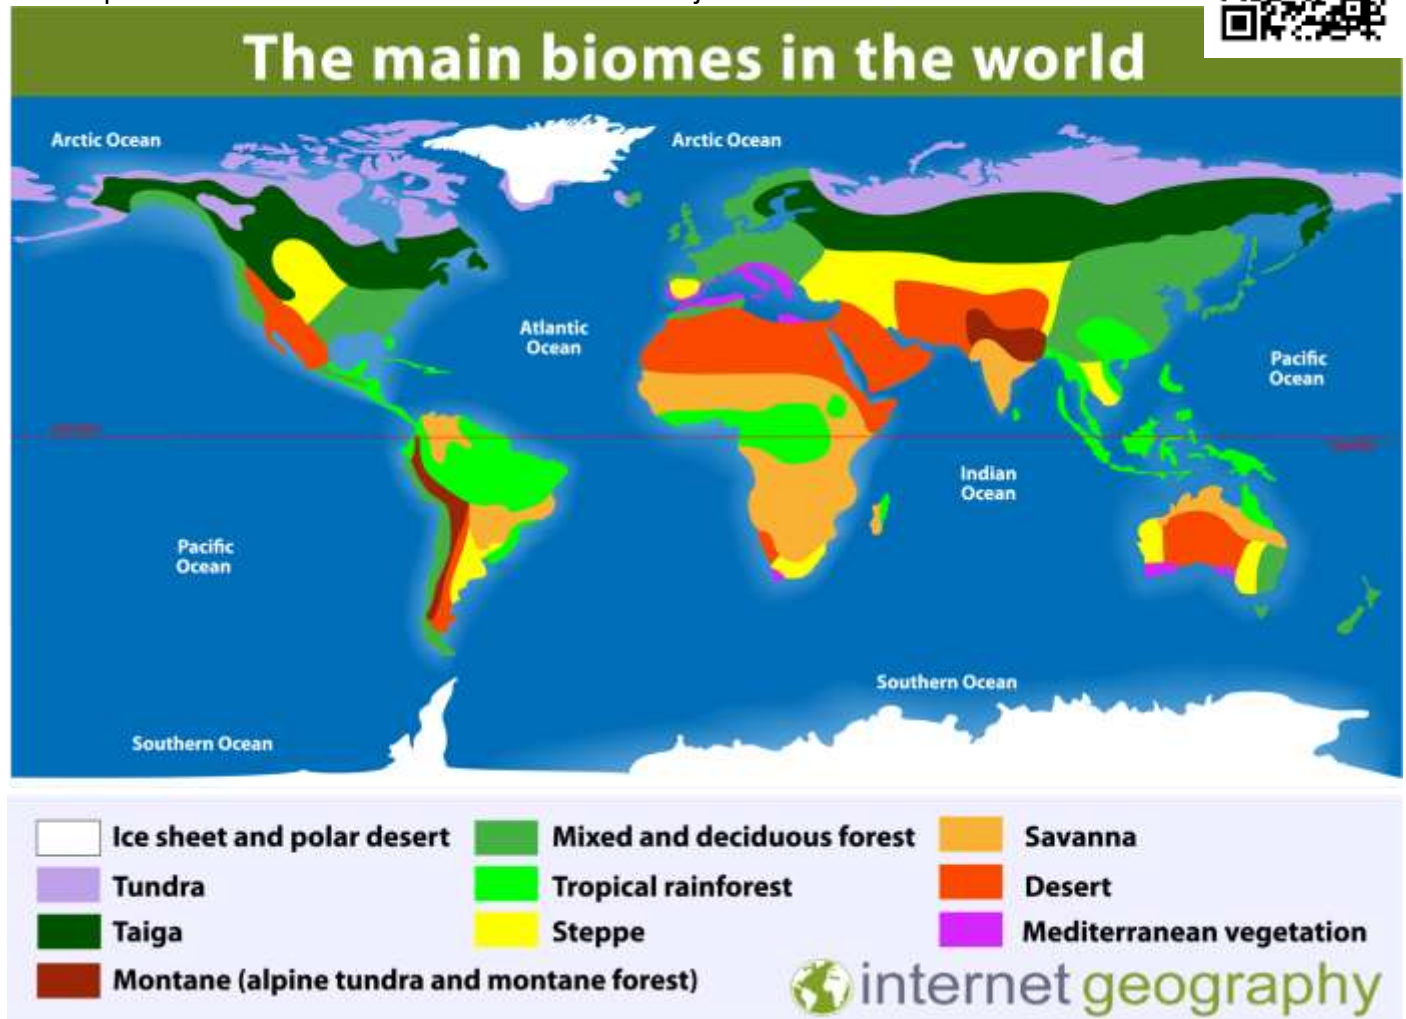 The main biomes in the world
Arctic Ocean
Arctic Ocean
Atlantic
Ocean
Pacific
Ocean
Indian
Ocean
Pacific
Ocean
Southern Ocean
Southern Ocean
Ice sheet and polar desert
Mixed and deciduous forest
Savanna
Tundra
Tropical rainforest
Desert
Taiga
Steppe
Mediterranean vegetation
Montane (alpine tundra and montane forest)
internet geography